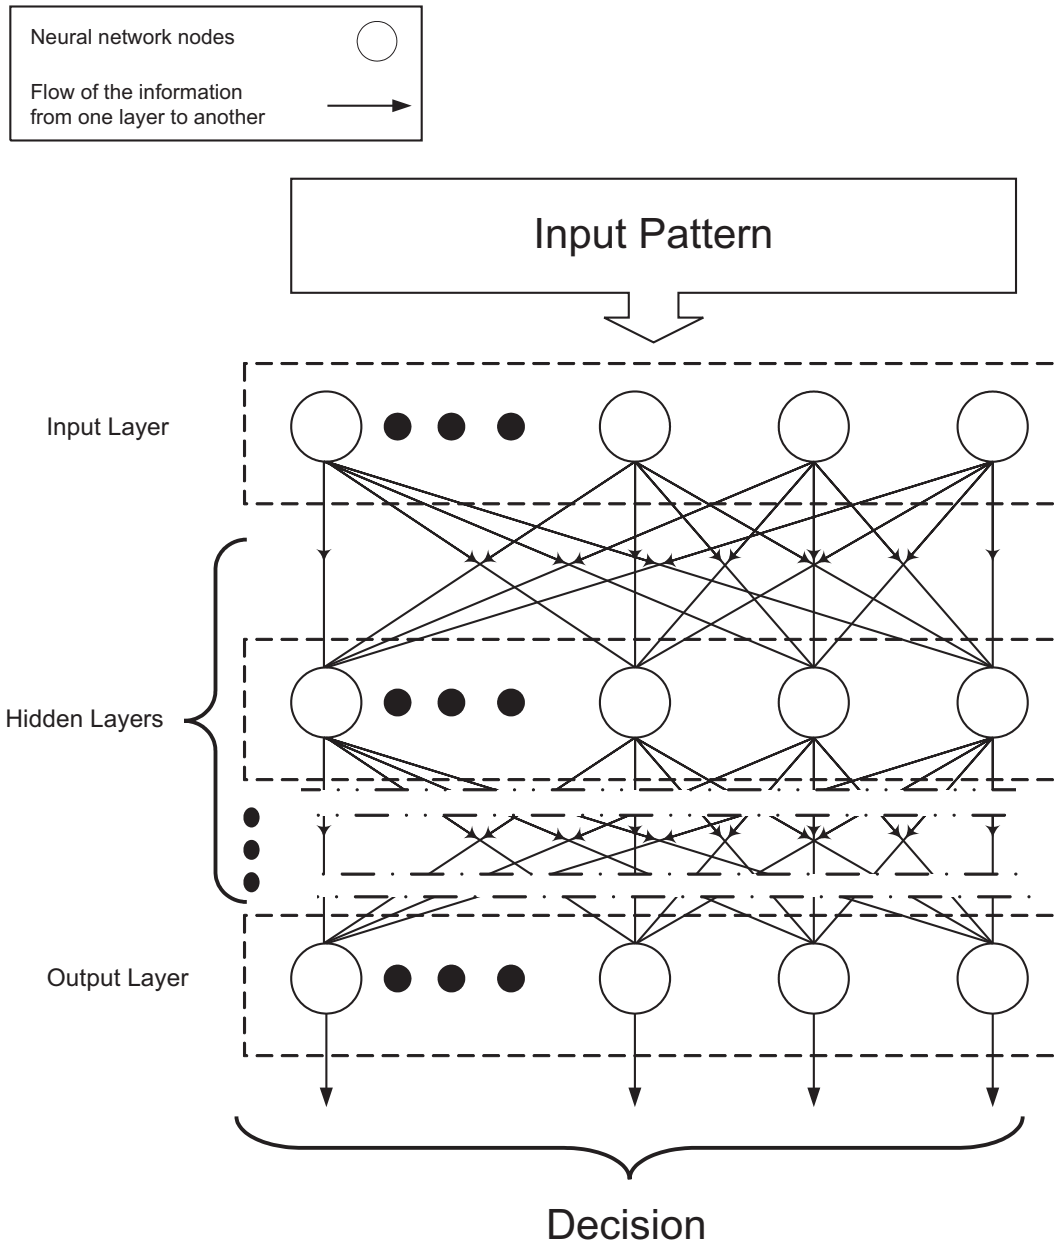 Neural network nodes
Flow of the information
from one layer to another
Input Pattern
Input Layer
Hidden Layers
Output Layer
Decision